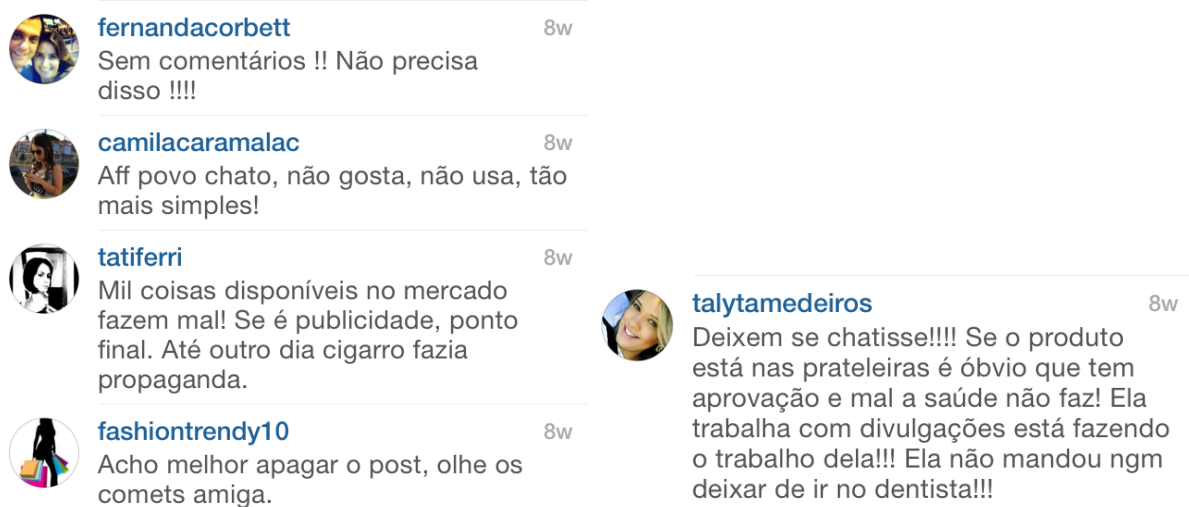 fernandacorbett 8w
Sem comentários !! Não precisa
disso !!!!
camilacaramalac 8w
Aff povo chato, não gosta, não usa, tão
mais simples!
tatiferri 8w
Mil coisas disponíveis no mercado
fazem mal! Se é publicidade, ponto
final. Até outro dia cigarro fazia
propaganda.
fashiontrendy10 8w
Acho melhor apagar o post, olhe os
comets amiga.
talytamedeiros 8w
Deixem se chatisse!!!! Se o produto
está nas prateleiras é óbvio que tem
aprovação e mal a saúde não faz! Ela
trabalha com divulgações está fazendo
o trabalho dela!!! Ela não mandou ngm
deixar de ir no dentista!!!